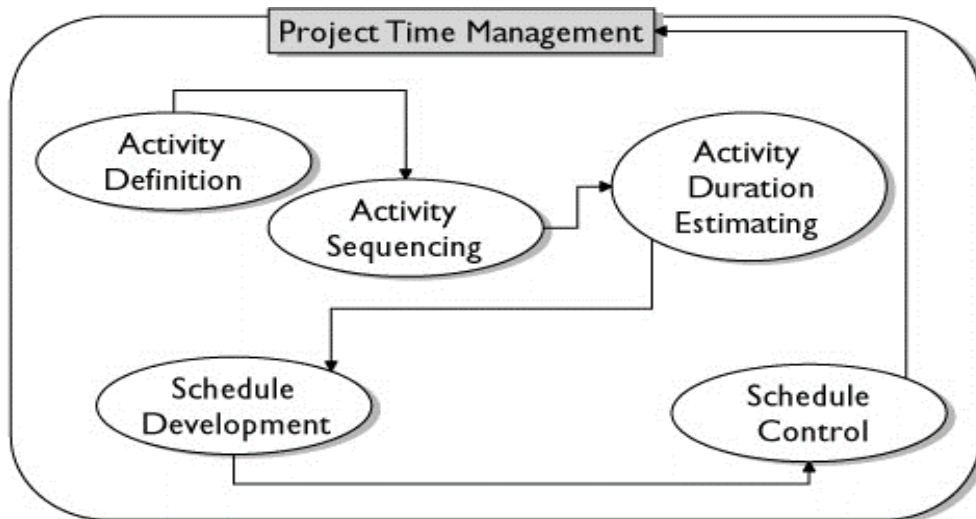 Project Time Management
Activity
Definition
Activity
Sequencing
Activity
Duration
Estimating
Schedule
Development
Schedule
Control